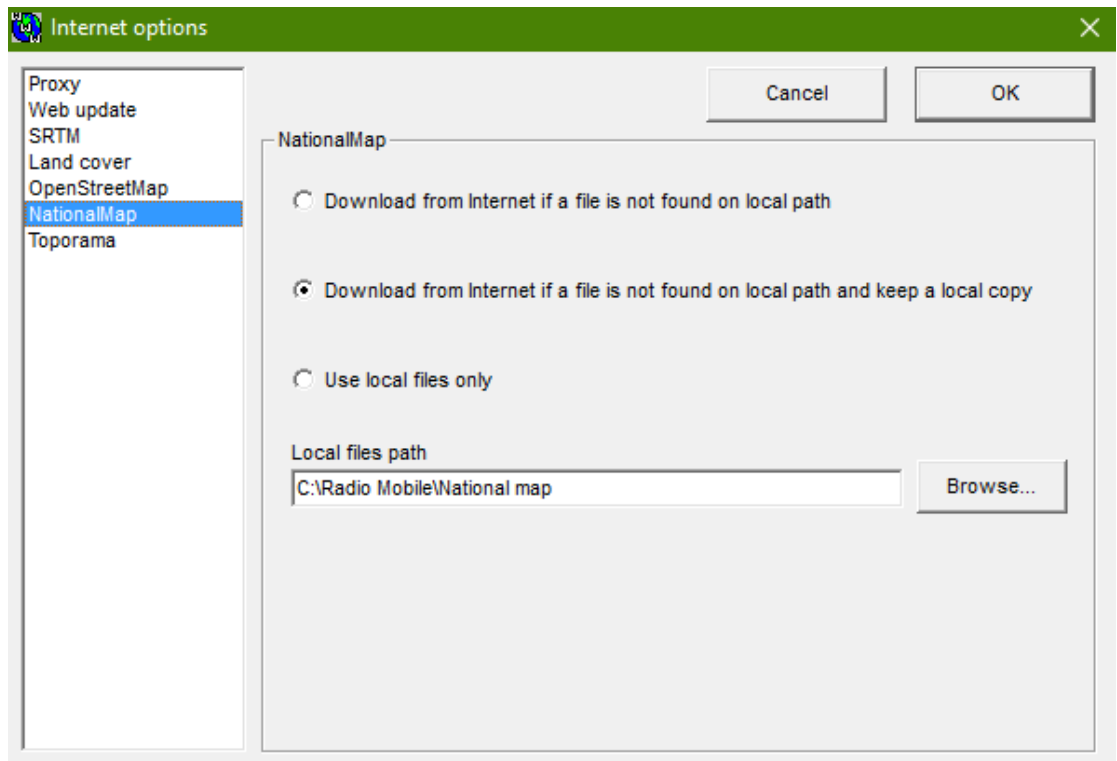 Internet options
Proxy
Web update
SRTM
Land cover
OpenStreetMap
NationalMap
Toporama
Cancel
OK
NationalMap
Download from Internet if a file is not found on local path
Download from Internet if a file is not found on local path and keep a local copy
Use local files only
Local files path
C:\Radio Mobile\National map
Browse...